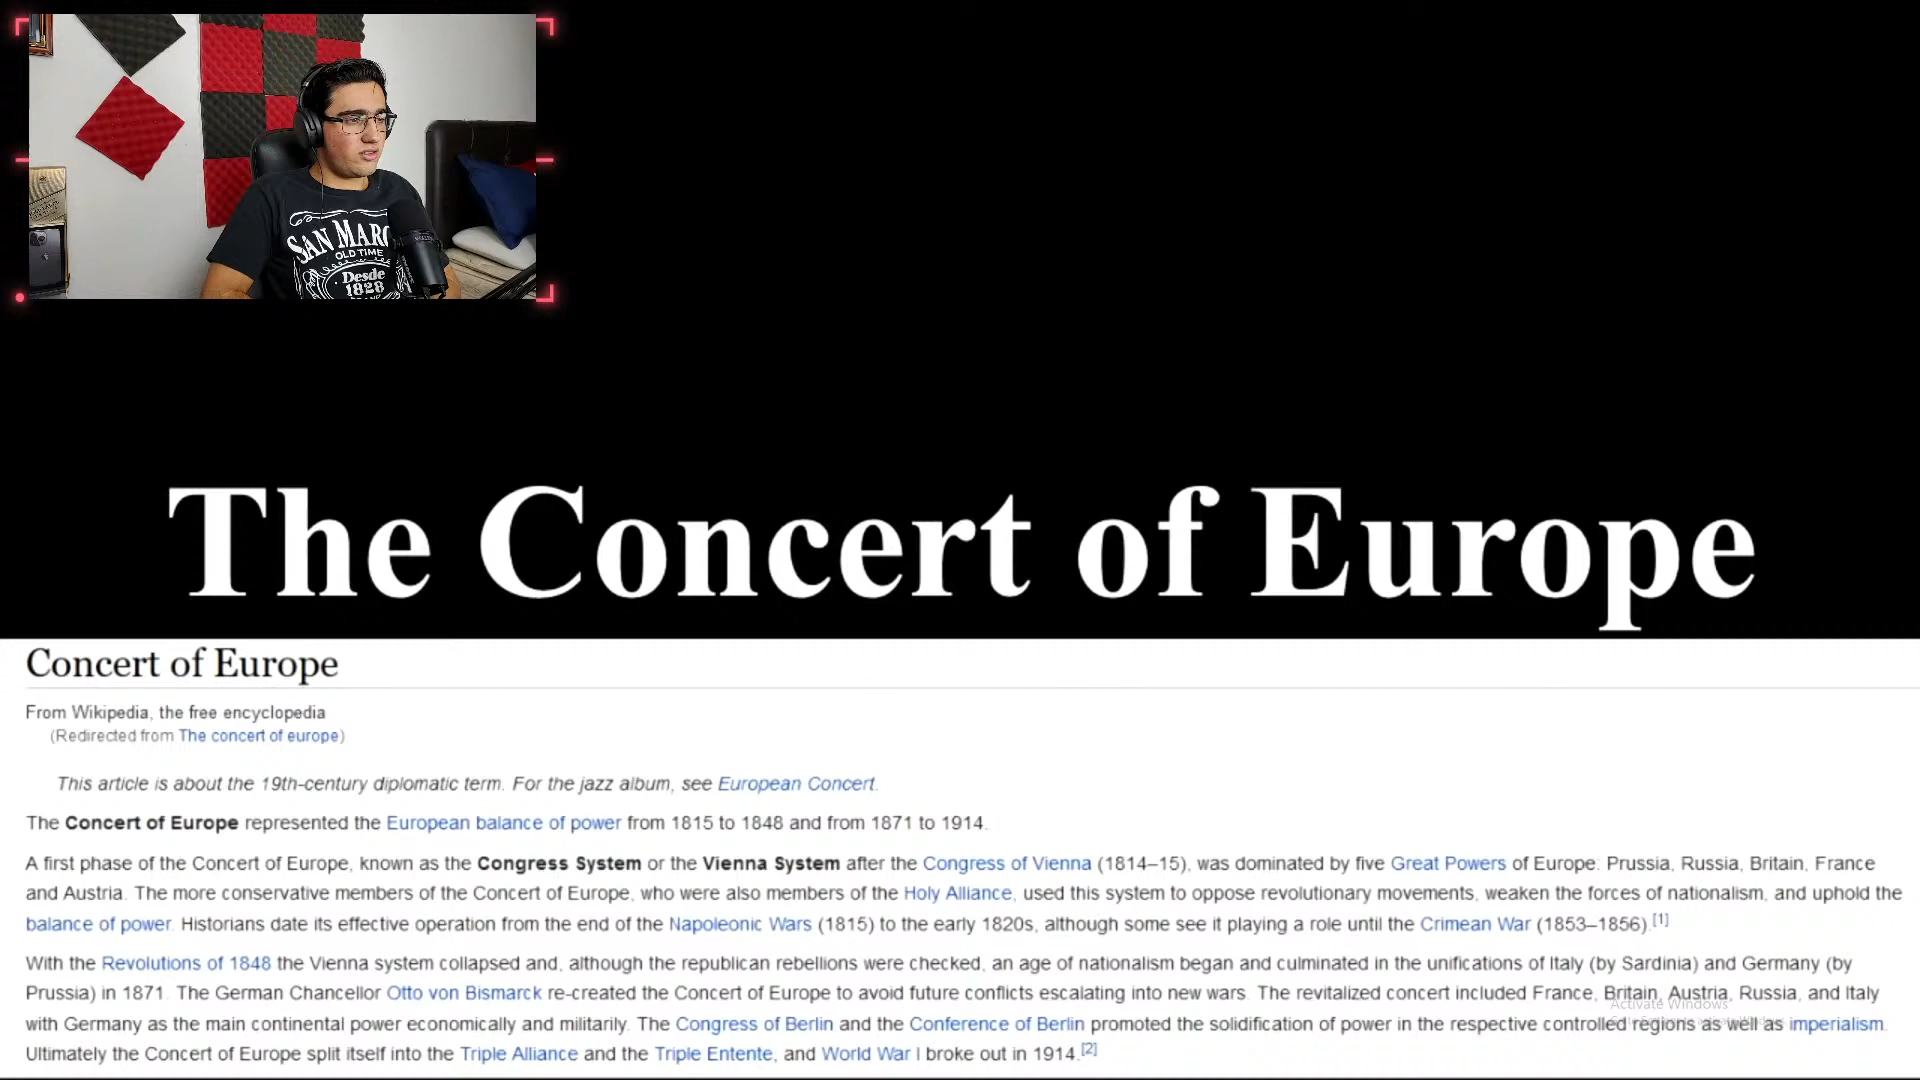 SAN MARC
OLD TIME
Desde
1828
The Concert of Europe
Concert of Europe
From Wikipedia, the free encyclopedia
(Redirected from The concert of europe)
This article is about the 19th-century diplomatic term. For the jazz album, see European Concert.
The Concert of Europe represented the European balance of power from 1815 to 1848 and from 1871 to 1914.
A first phase of the Concert of Europe, known as the Congress System or the Vienna System after the Congress of Vienna (1814–15), was dominated by five Great Powers of Europe: Prussia, Russia, Britain, France
and Austria. The more conservative members of the Concert of Europe, who were also members of the Holy Alliance, used this system to oppose revolutionary movements, weaken the forces of nationalism, and uphold the
balance of power. Historians date its effective operation from the end of the Napoleonic Wars (1815) to the early 1820s, although some see it playing a role until the Crimean War (1853–1856).[1]
With the Revolutions of 1848 the Vienna system collapsed and, although the republican rebellions were checked, an age of nationalism began and culminated in the unifications of Italy (by Sardinia) and Germany (by
Prussia) in 1871. The German Chancellor Otto von Bismarck re-created the Concert of Europe to avoid future conflicts escalating into new wars. The revitalized concert included France, Britain, Austria, Russia, and Italy
with Germany as the main continental power economically and militarily. The Congress of Berlin and the Conference of Berlin promoted the solidification of power in the respective controlled regions as well as imperialism.
Ultimately the Concert of Europe split itself into the Triple Alliance and the Triple Entente, and World War I broke out in 1914.[2]
Activate Windows